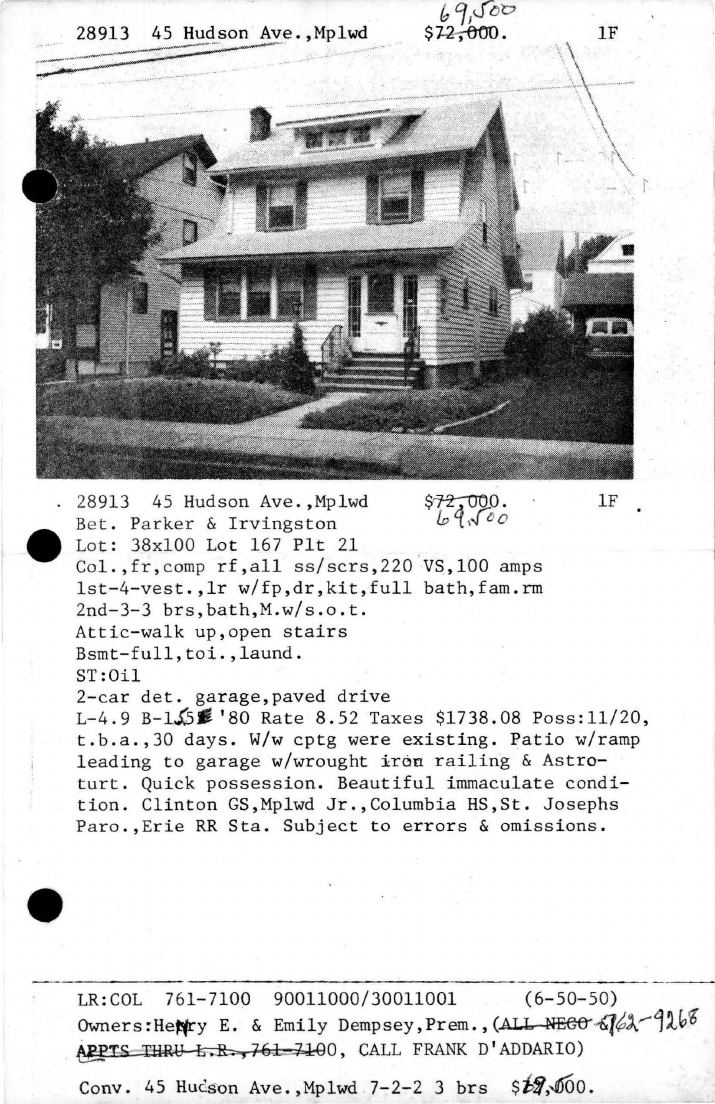 69,500
28913 45 Hudson Ave.,Mplwd $72,000. 1F
. 28913 45 Hudson Ave.,Mplwd $72,000. 1F .
Bet. Parker & Irvingston 69,500
Lot: 38x100 Lot 167 Plt 21
Col.,fr,comp rf,all ss/scrs,220 VS,100 amps
1st-4-vest.,lr w/fp,dr,kit,full bath,fam.rm
2nd-3-3 brs,bath,M.w/s.o.t.
Attic-walk up,open stairs
Bsmt-full,toi.,laund.
ST:Oil
2-car det. garage,paved drive
L-4.9 B-15.5 '80 Rate 8.52 Taxes $1738.08 Poss:11/20,
t.b.a.,30 days. W/w cptg were existing. Patio w/ramp
leading to garage w/wrought iron railing & Astro-
turt. Quick possession. Beautiful immaculate condi-
tion. Clinton GS,Mplwd Jr.,Columbia HS,St. Josephs
Paro.,Erie RR Sta. Subject to errors & omissions.
LR:COL 761-7100 90011000/30011001 (6-50-50)
Owners:Henry E. & Emily Dempsey,Prem.,(ALL NEGO & 762-9268
APPTS THRU L.R.,761-7100, CALL FRANK D'ADDARIO)
Conv. 45 Hudson Ave.,Mplwd 7-2-2 3 brs